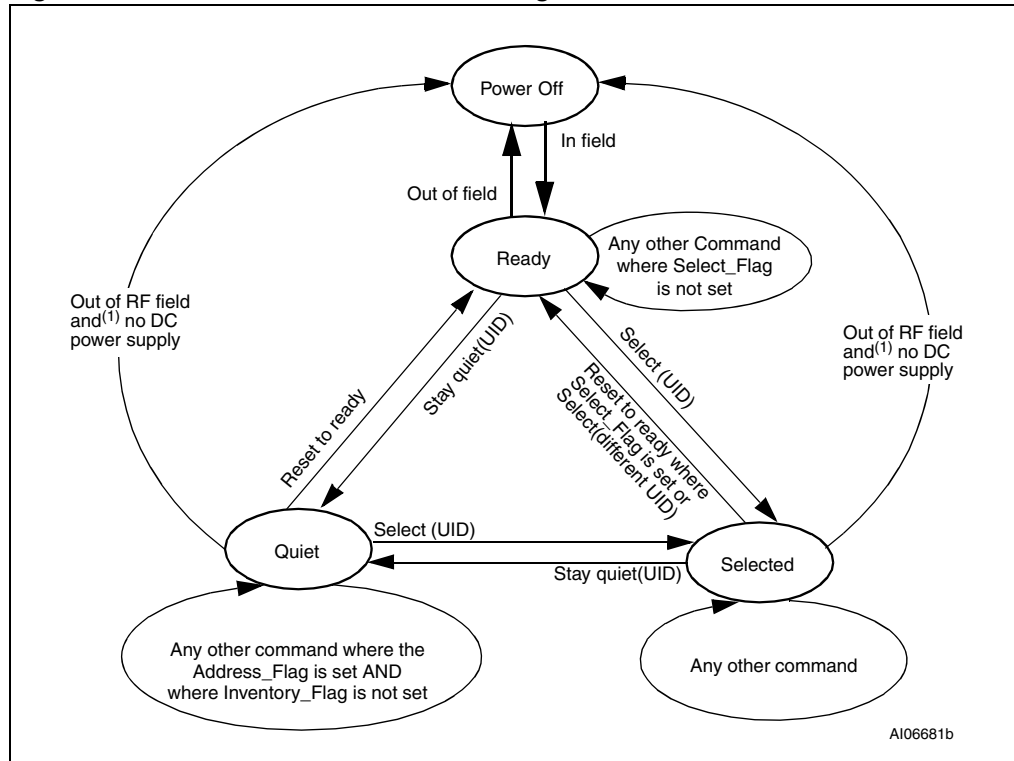 Power Off
In field
Out of field
Ready
Any other Command
where Select_Flag
is not set
Out of RF field
and(1) no DC
power supply
Out of RF field
and(1) no DC
power supply
Reset to ready
Stay quiet(UID)
Select (UID)
Reset to ready where
Select_Flag is set or
Select(different UID)
Quiet
Select (UID)
Stay quiet(UID)
Selected
Any other command where the
Address_Flag is set AND
where Inventory_Flag is not set
Any other command
AI06681b